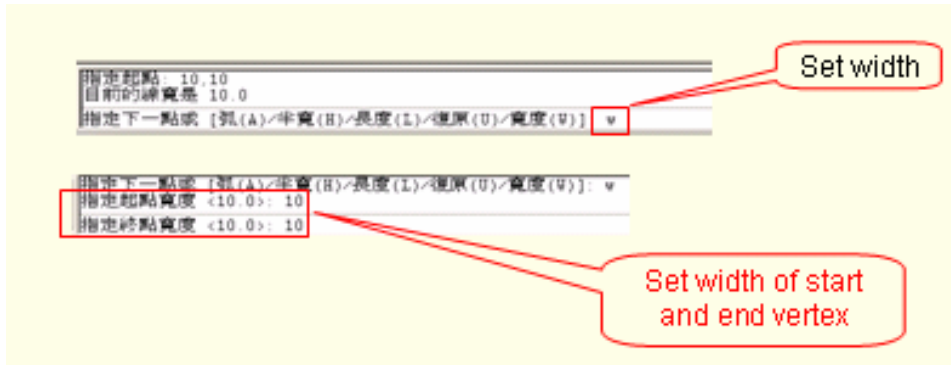 指定起點: 10,10
目前的線寬是 10.0
指定下一點或 [弧(A)/半寬(H)/長度(L)/復原(U)/寬度(W)] w
Set width
指定下一點或 [弧(A)/半寬(H)/長度(L)/復原(U)/寬度(W)]: w
指定起點寬度 <10.0>: 10
指定終點寬度 <10.0>: 10
Set width of start
and end vertex